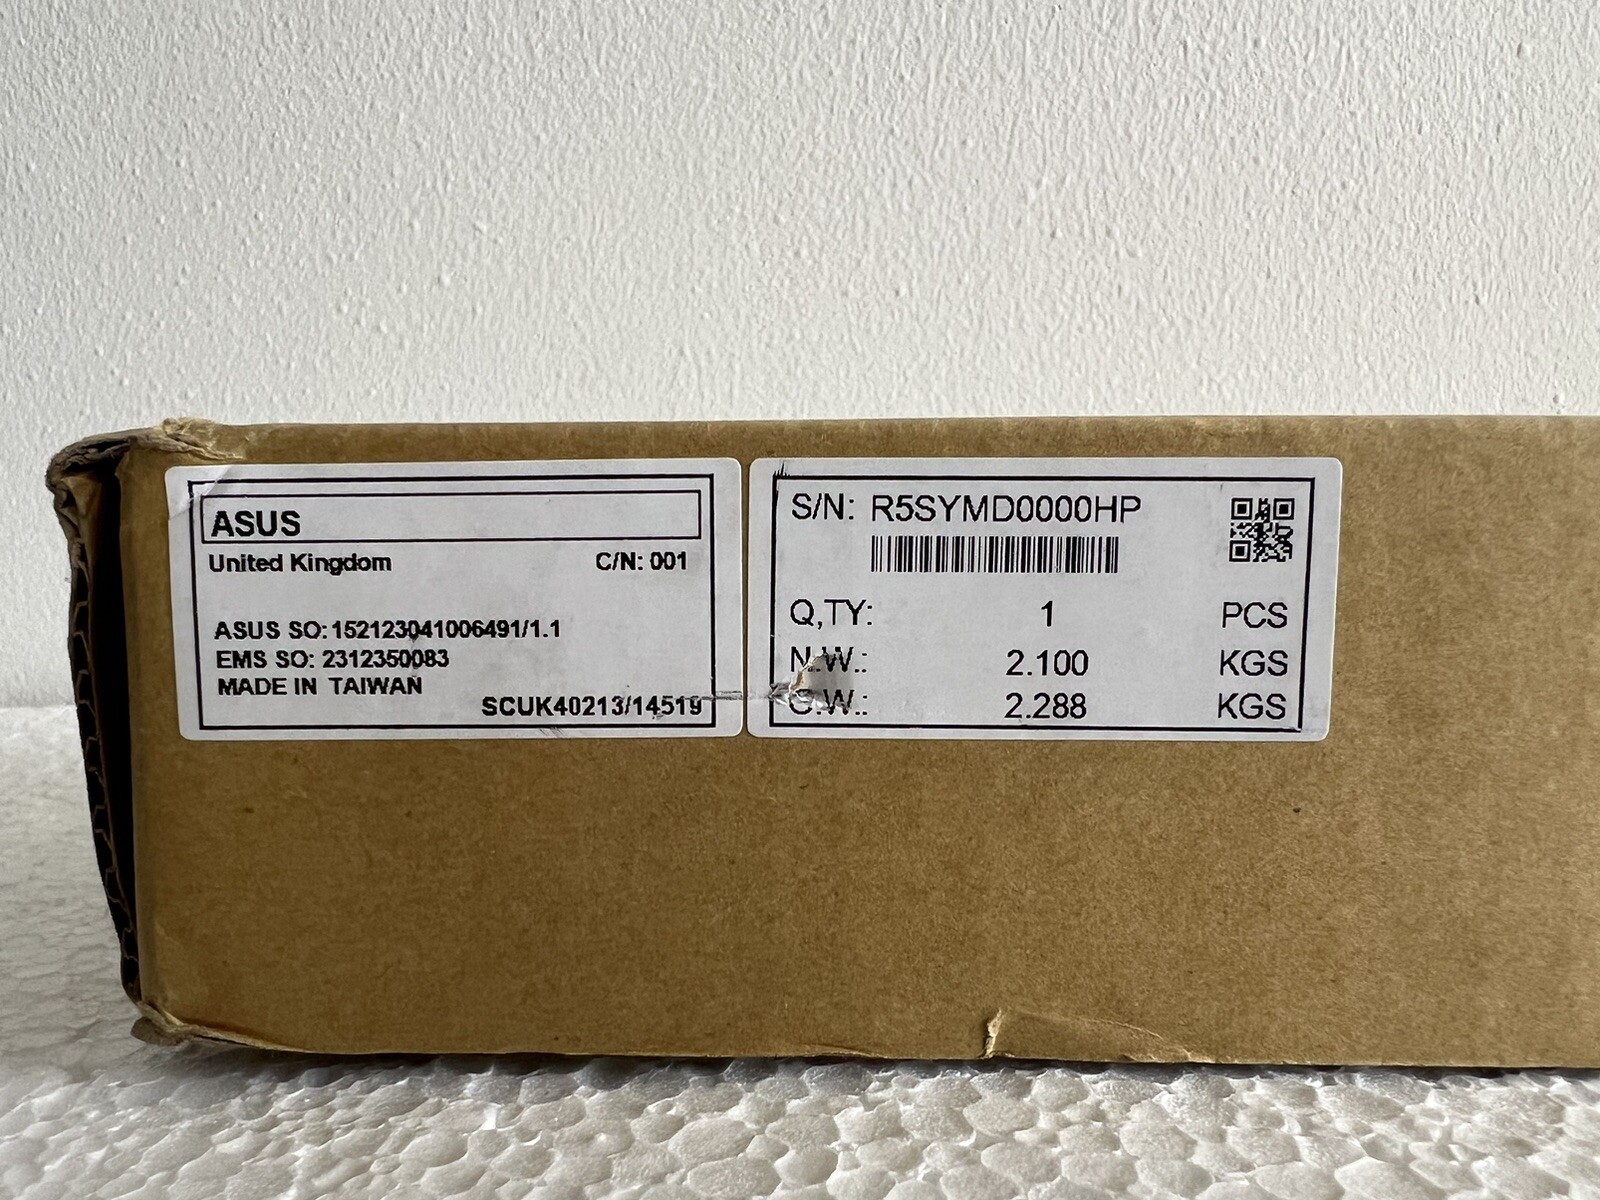 ASUS
United Kingdom C/N: 001
ASUS SO: 152123041006491/1.1
EMS SO: 2312350083
MADE IN TAIWAN
SCUK40213/14519
S/N: R5SYMD0000HP
Q,TY: 1 PCS
N.W.: 2.100 KGS
G.W.: 2.288 KGS